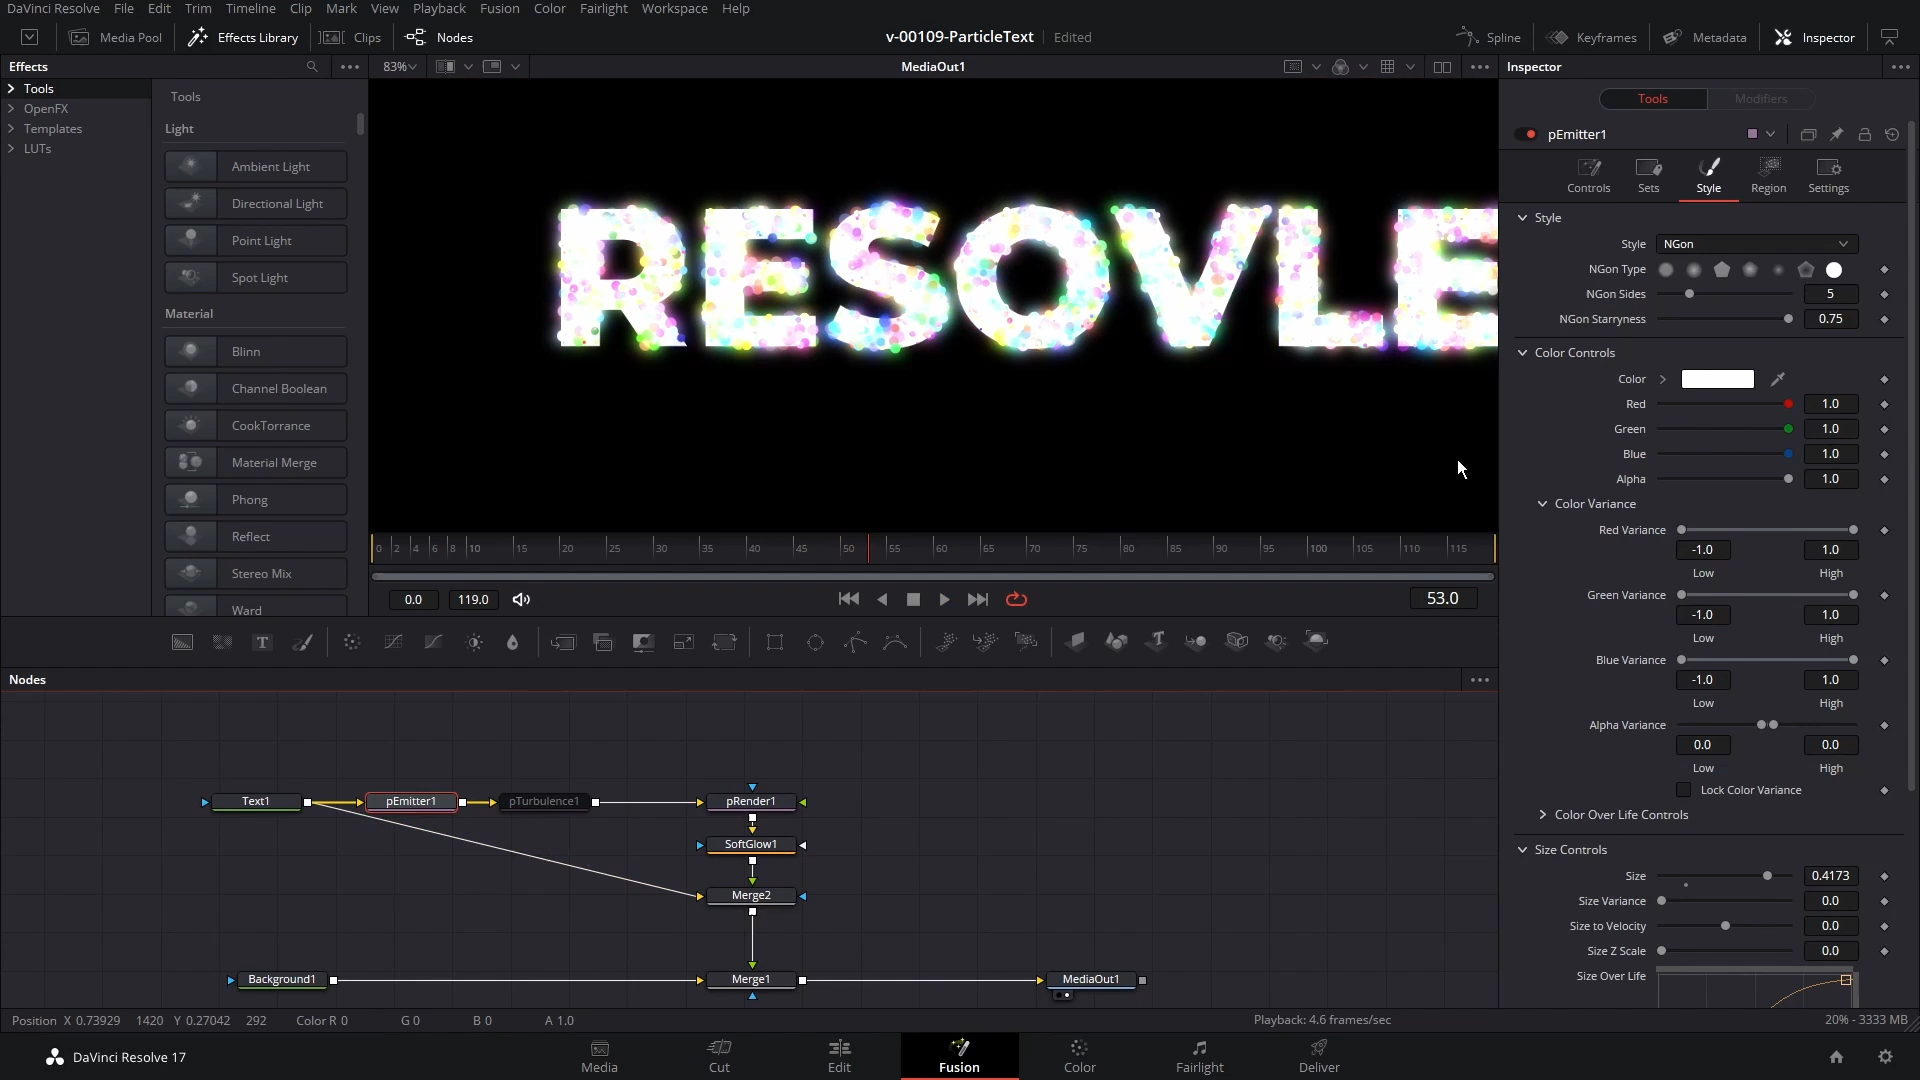 DaVinci Resolve File Edit Trim Timeline Clip Mark View Playback Fusion Color Fairlight Workspace Help
Media Pool Effects Library Clips Nodes v-00109-ParticleText Edited Spline Keyframes Metadata Inspector
Effects 83% MediaOut1 Inspector
Tools
OpenFX
Templates
LUTs
Tools
Light
Ambient Light
Directional Light
Point Light
Spot Light
Material
Blinn
Channel Boolean
CookTorrance
Material Merge
Phong
Reflect
Stereo Mix
Ward
RESOVLE
0 2 4 6 8 10 15 20 25 30 35 40 45 50 55 60 65 70 75 80 85 90 95 100 105 110 115
0.0 119.0 53.0
Tools Modifiers
pEmitter1
Controls Sets Style Region Settings
Style
Style NGon
NGon Type
NGon Sides 5
NGon Starryness 0.75
Color Controls
Color
Red 1.0
Green 1.0
Blue 1.0
Alpha 1.0
Color Variance
Red Variance
-1.0 1.0
Low High
Green Variance
-1.0 1.0
Low High
Blue Variance
-1.0 1.0
Low High
Alpha Variance
0.0 0.0
Low High
Lock Color Variance
Color Over Life Controls
Size Controls
Size 0.4173
Size Variance 0.0
Size to Velocity 0.0
Size Z Scale 0.0
Size Over Life
Nodes
Text1 pEmitter1 pTurbulence1 pRender1
SoftGlow1
Merge2
Background1 Merge1 MediaOut1
Position X 0.73929 1420 Y 0.27042 292 Color R 0 G 0 B 0 A 1.0 Playback: 4.6 frames/sec 20% - 3333 MB
DaVinci Resolve 17 Media Cut Edit Fusion Color Fairlight Deliver